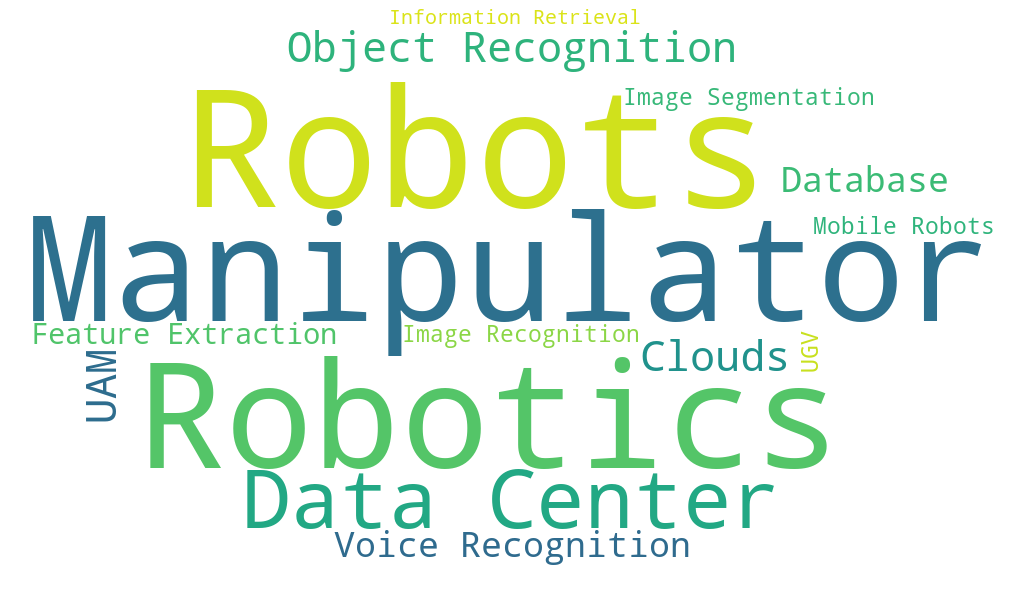 Information Retrieval
Object Recognition
Robots
Image Segmentation
Database
Manipulator
Mobile Robots
Feature Extraction
Image Recognition
Clouds
UGV
UAM
Robotics
Data Center
Voice Recognition